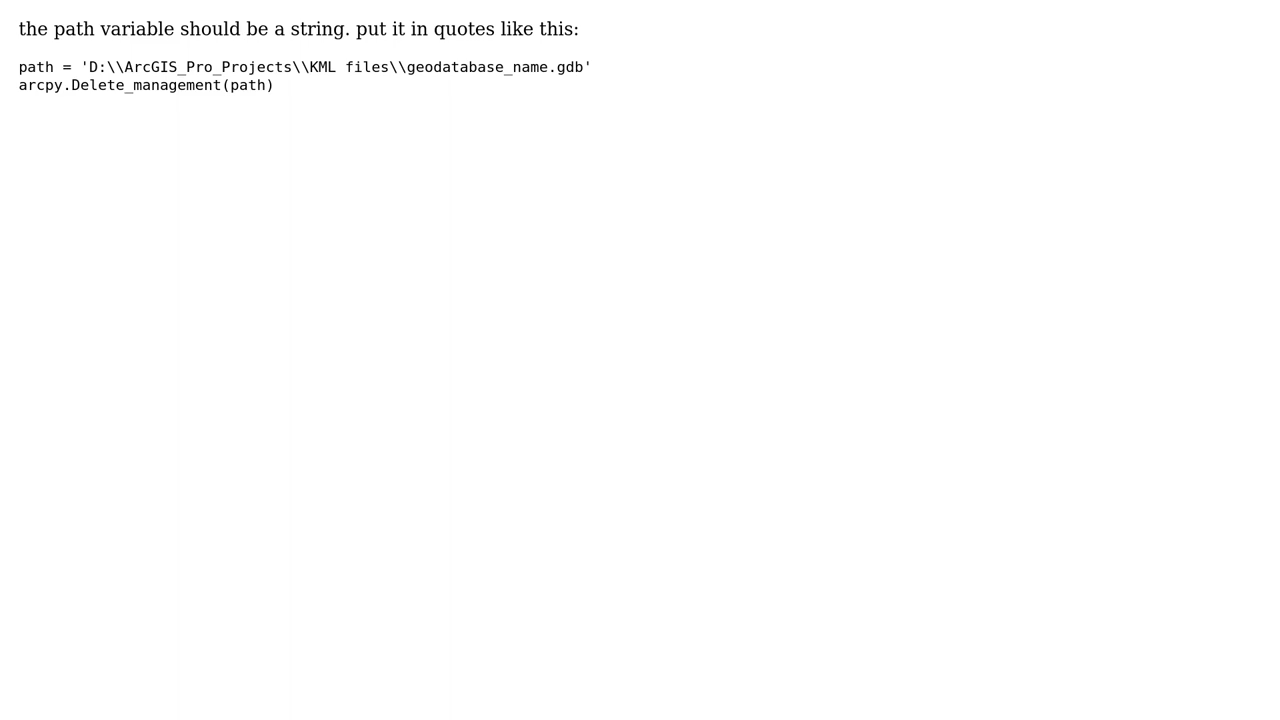 the path variable should be a string. put it in quotes like this:
path = 'D:\\ArcGIS_Pro_Projects\\KML files\\geodatabase_name.gdb'
arcpy.Delete_management(path)